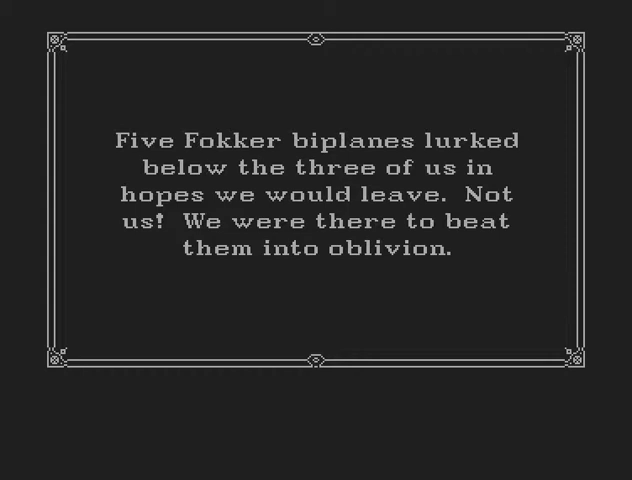 Five Fokker biplanes lurked
below the three of us in
hopes we would leave.  Not
us!  We were there to beat
them into oblivion.